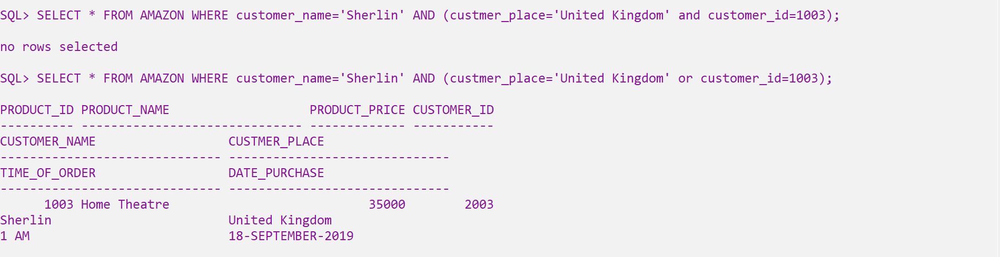 SQL> SELECT * FROM AMAZON WHERE customer_name='Sherlin' AND (custmer_place='United Kingdom' and customer_id=1003);
no rows selected
SQL> SELECT * FROM AMAZON WHERE customer_name='Sherlin' AND (custmer_place='United Kingdom' or customer_id=1003);
PRODUCT_ID PRODUCT_NAME                   PRODUCT_PRICE CUSTOMER_ID
---------- ------------------------------ ------------- -----------
CUSTOMER_NAME                  CUSTMER_PLACE
------------------------------ ------------------------------
TIME_OF_ORDER                  DATE_PURCHASE
------------------------------ ------------------------------
      1003 Home Theatre                           35000        2003
Sherlin                        United Kingdom
1 AM                           18-SEPTEMBER-2019